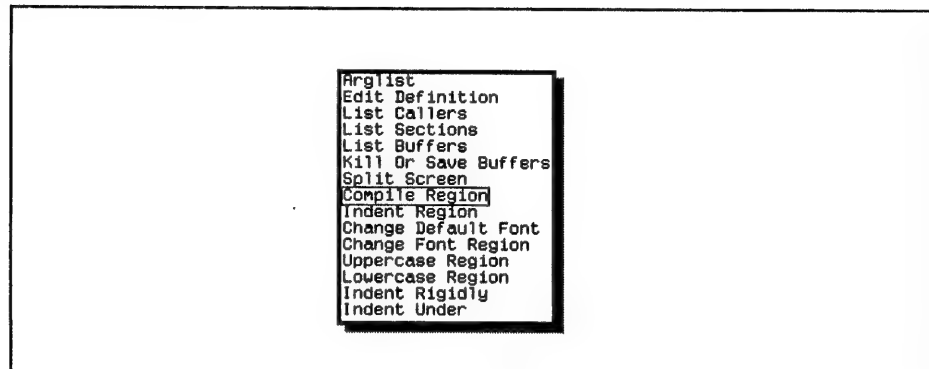 Arglist
Edit Definition
List Callers
List Sections
List Buffers
Kill Or Save Buffers
Split Screen
Compile Region
Indent Region
Change Default Font
Change Font Region
Uppercase Region
Lowercase Region
Indent Rigidly
Indent Under